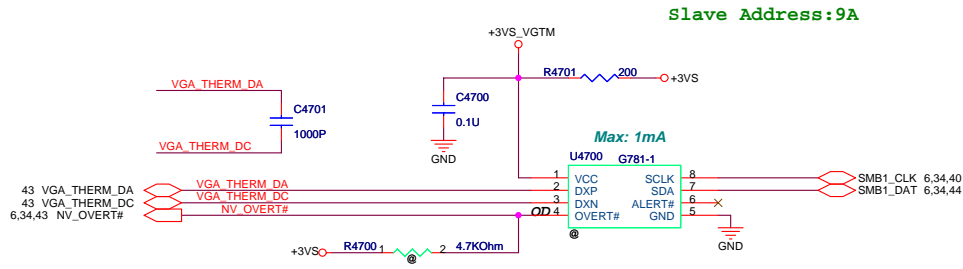 Slave Address:9A
+3VS_VGTM
R4701 200 +3VS
VGA_THERM_DA
C4701
1000P
VGA_THERM_DC
C4700
0.1U
GND
Max: 1mA
U4700 G781-1
1 VCC SCLK 8 SMB1_CLK 6,34,40
43 VGA_THERM_DA VGA_THERM_DA 2 DXP SDA 7 SMB1_DAT 6,34,44
43 VGA_THERM_DC VGA_THERM_DC 3 DXN ALERT# 6
6,34,43 NV_OVERT# NV_OVERT# OD 4 OVERT# GND 5
@
GND
+3VS R4700 1 2 4.7KOhm
@